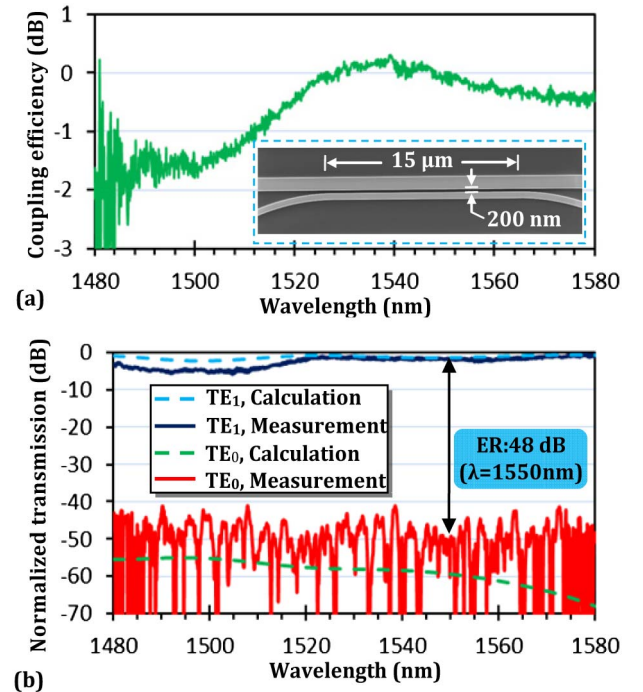 1
0
-1
-2
-3
Coupling efficiency (dB)
15 μm
200 nm
1480 1500 1520 1540 1560 1580
Wavelength (nm)
(a)
0
-10
-20
-30
-40
-50
-60
-70
Normalized transmission (dB)
TE₁, Calculation
TE₁, Measurement
TE₀, Calculation
TE₀, Measurement
ER:48 dB
(λ=1550nm)
1480 1500 1520 1540 1560 1580
Wavelength (nm)
(b)